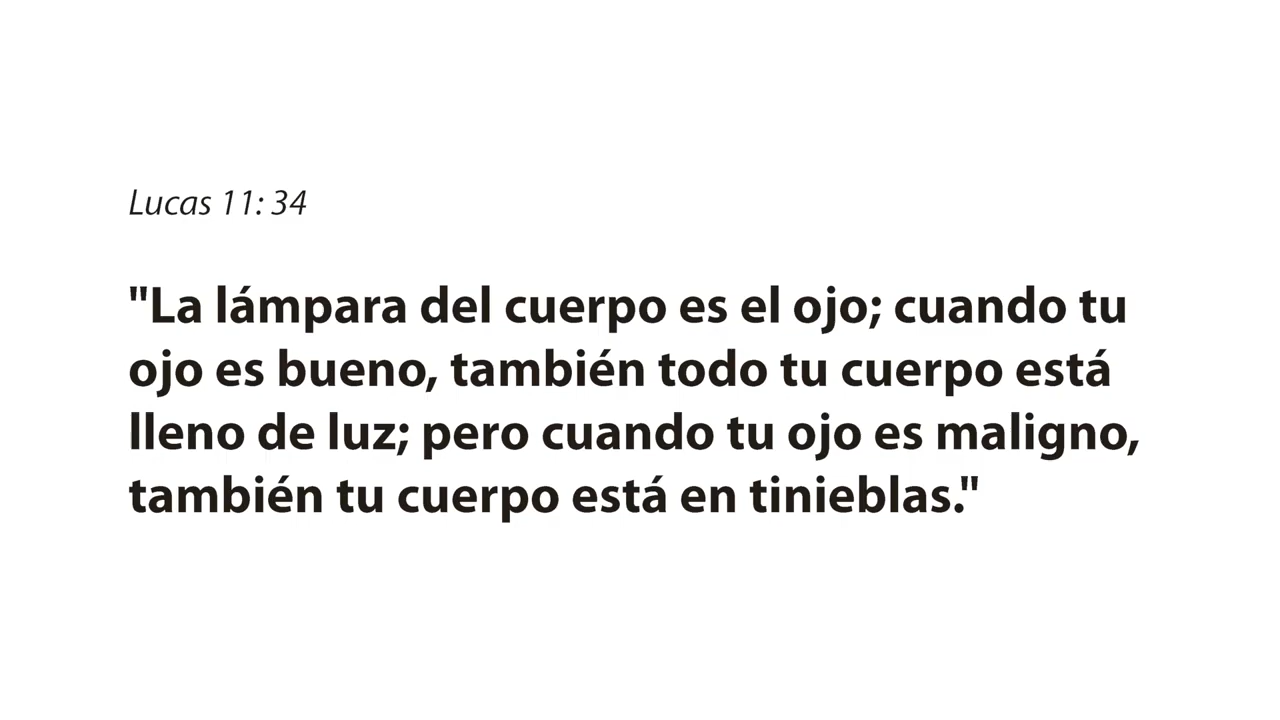 Lucas 11: 34
"La lámpara del cuerpo es el ojo; cuando tu
ojo es bueno, también todo tu cuerpo está
lleno de luz; pero cuando tu ojo es maligno,
también tu cuerpo está en tinieblas."